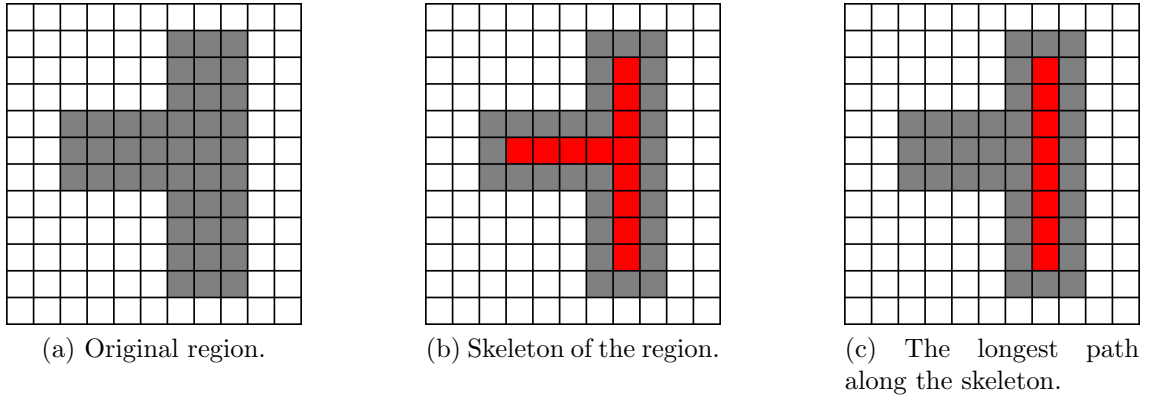 (a) Original region.
(b) Skeleton of the region.
(c) The longest path
along the skeleton.